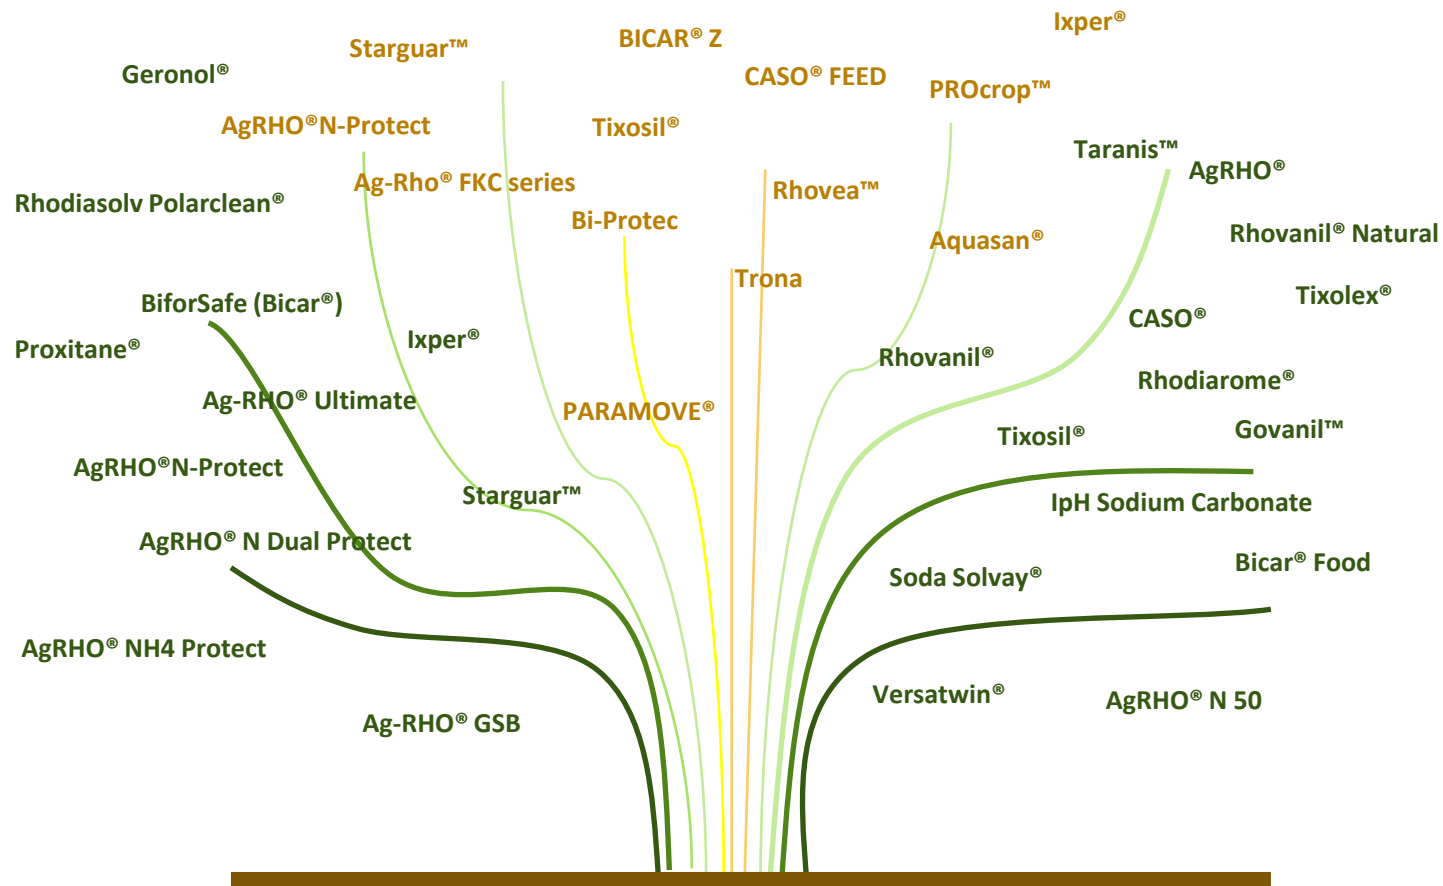 Ixper®
BICAR® Z
Starguar™
Geronol®
CASO® FEED
PROcrop™
AgRHO®N-Protect
Tixosil®
Taranis™
AgRHO®
Ag-Rho® FKC series
Rhovea™
Rhodiasolv Polarclean®
Bi-Protec
Aquasan®
Rhovanil® Natural
Trona
BiforSafe (Bicar®)
Tixolex®
CASO®
Ixper®
Proxitane®
Rhovanil®
Rhodiarome®
Ag-RHO® Ultimate
PARAMOVE®
Tixosil®
Govanil™
AgRHO®N-Protect
Starguar™
IpH Sodium Carbonate
AgRHO® N Dual Protect
Bicar® Food
Soda Solvay®
AgRHO® NH4 Protect
Versatwin®
AgRHO® N 50
Ag-RHO® GSB